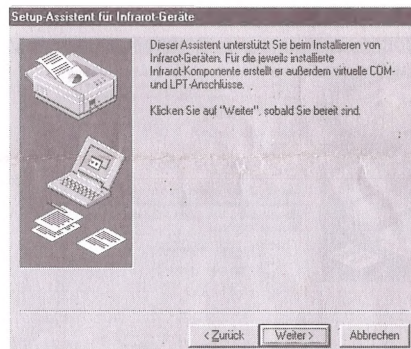 Setup-Assistent für Infrarot-Geräte
Dieser Assistent unterstützt Sie beim Installieren von
Infrarot-Geräten. Für die jeweils installierte
Infrarot-Komponente erstellt er außerdem virtuelle COM-
und LPT-Anschlüsse.
Klicken Sie auf "Weiter", sobald Sie bereit sind.
< Zurück
Weiter >
Abbrechen